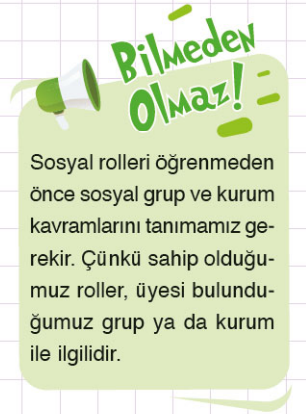 Bilmeden
Olmaz!
Sosyal rolleri öğrenmeden
önce sosyal grup ve kurum
kavramlarını tanımamız ge-
rekir. Çünkü sahip olduğu-
muz roller, üyesi bulundu-
ğumuz grup ya da kurum
ile ilgilidir.